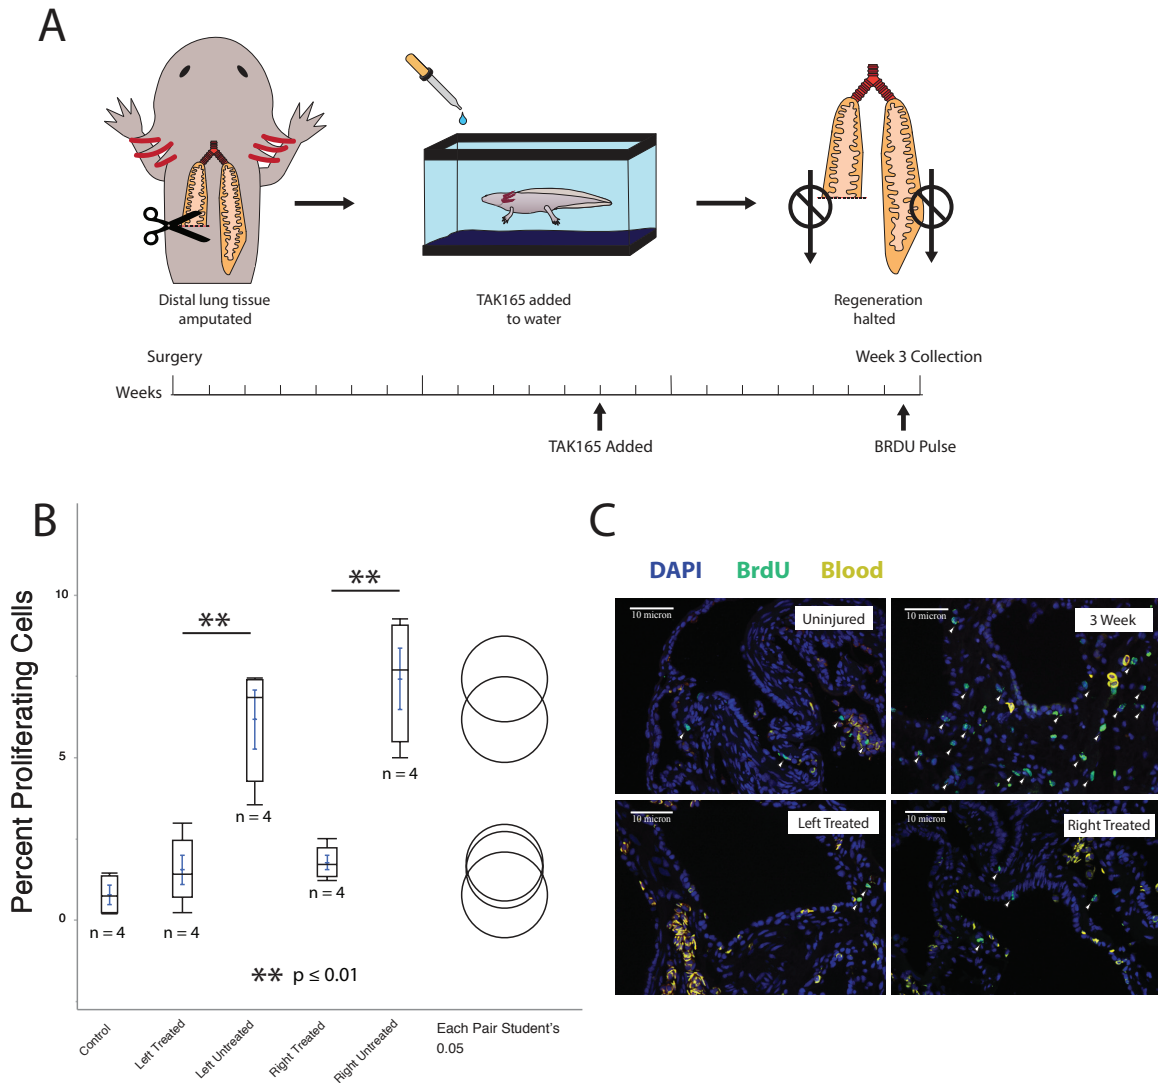 A
Distal lung tissue
amputated
TAK165 added
to water
Regeneration
halted
Surgery
Week 3 Collection
Weeks
TAK165 Added
BRDU Pulse
B
Percent Proliferating Cells
10
5
0
**
**
n = 4
n = 4
n = 4
n = 4
n = 4
** p ≤ 0.01
Control
Left Treated
Left Untreated
Right Treated
Right Untreated
Each Pair Student's
0.05
C
DAPI BrdU Blood
10 micron
Uninjured
10 micron
3 Week
10 micron
Left Treated
10 micron
Right Treated